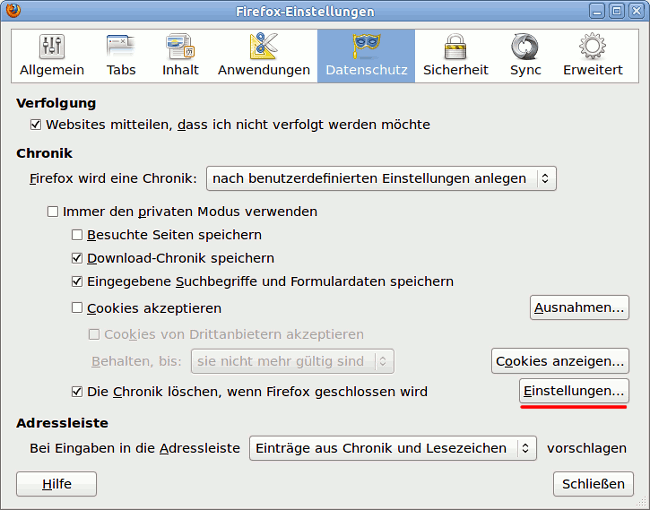 Firefox-Einstellungen
Allgemein Tabs Inhalt Anwendungen Datenschutz Sicherheit Sync Erweitert
Verfolgung
Websites mitteilen, dass ich nicht verfolgt werden möchte
Chronik
Firefox wird eine Chronik: nach benutzerdefinierten Einstellungen anlegen
Immer den privaten Modus verwenden
Besuchte Seiten speichern
Download-Chronik speichern
Eingegebene Suchbegriffe und Formulardaten speichern
Cookies akzeptieren Ausnahmen...
Cookies von Drittanbietern akzeptieren
Behalten, bis: sie nicht mehr gültig sind Cookies anzeigen...
Die Chronik löschen, wenn Firefox geschlossen wird Einstellungen...
Adressleiste
Bei Eingaben in die Adressleiste Einträge aus Chronik und Lesezeichen vorschlagen
Hilfe Schließen